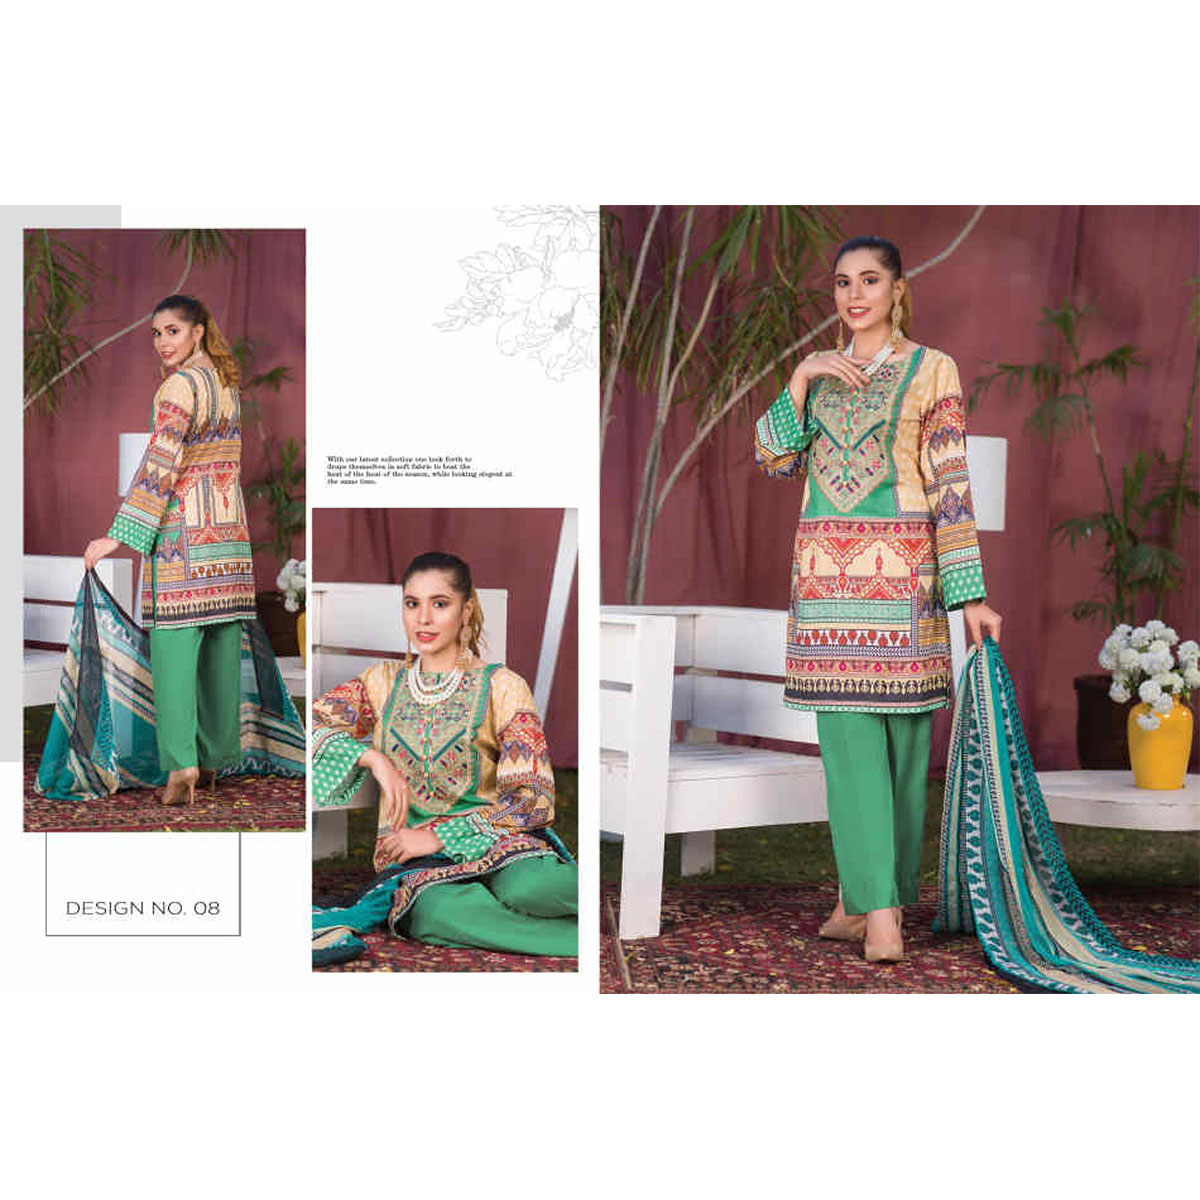 With our latest collection one look forth to
drape themselves in soft fabric to beat the
heat of the heat of the season, while looking elegent at
the same time.
DESIGN NO. 08